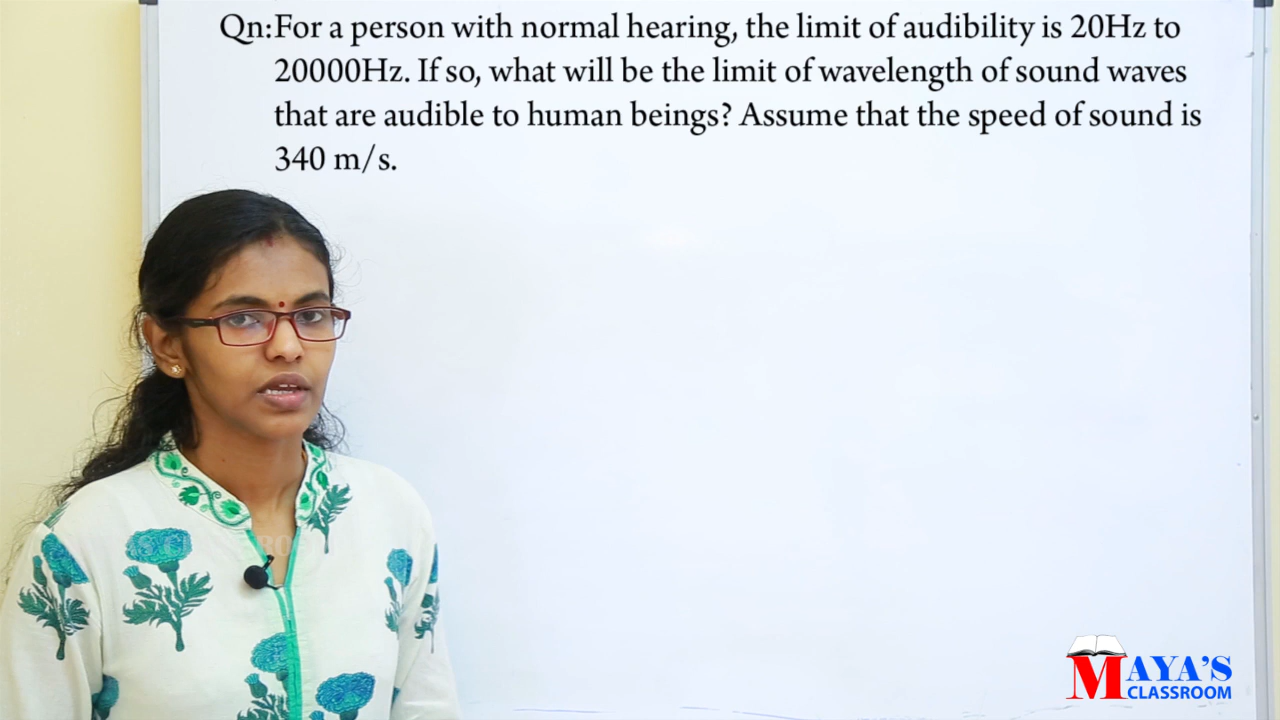 Qn:For a person with normal hearing, the limit of audibility is 20Hz to
20000Hz. If so, what will be the limit of wavelength of sound waves
that are audible to human beings? Assume that the speed of sound is
340 m/s.
MAYA'S
CLASSROOM